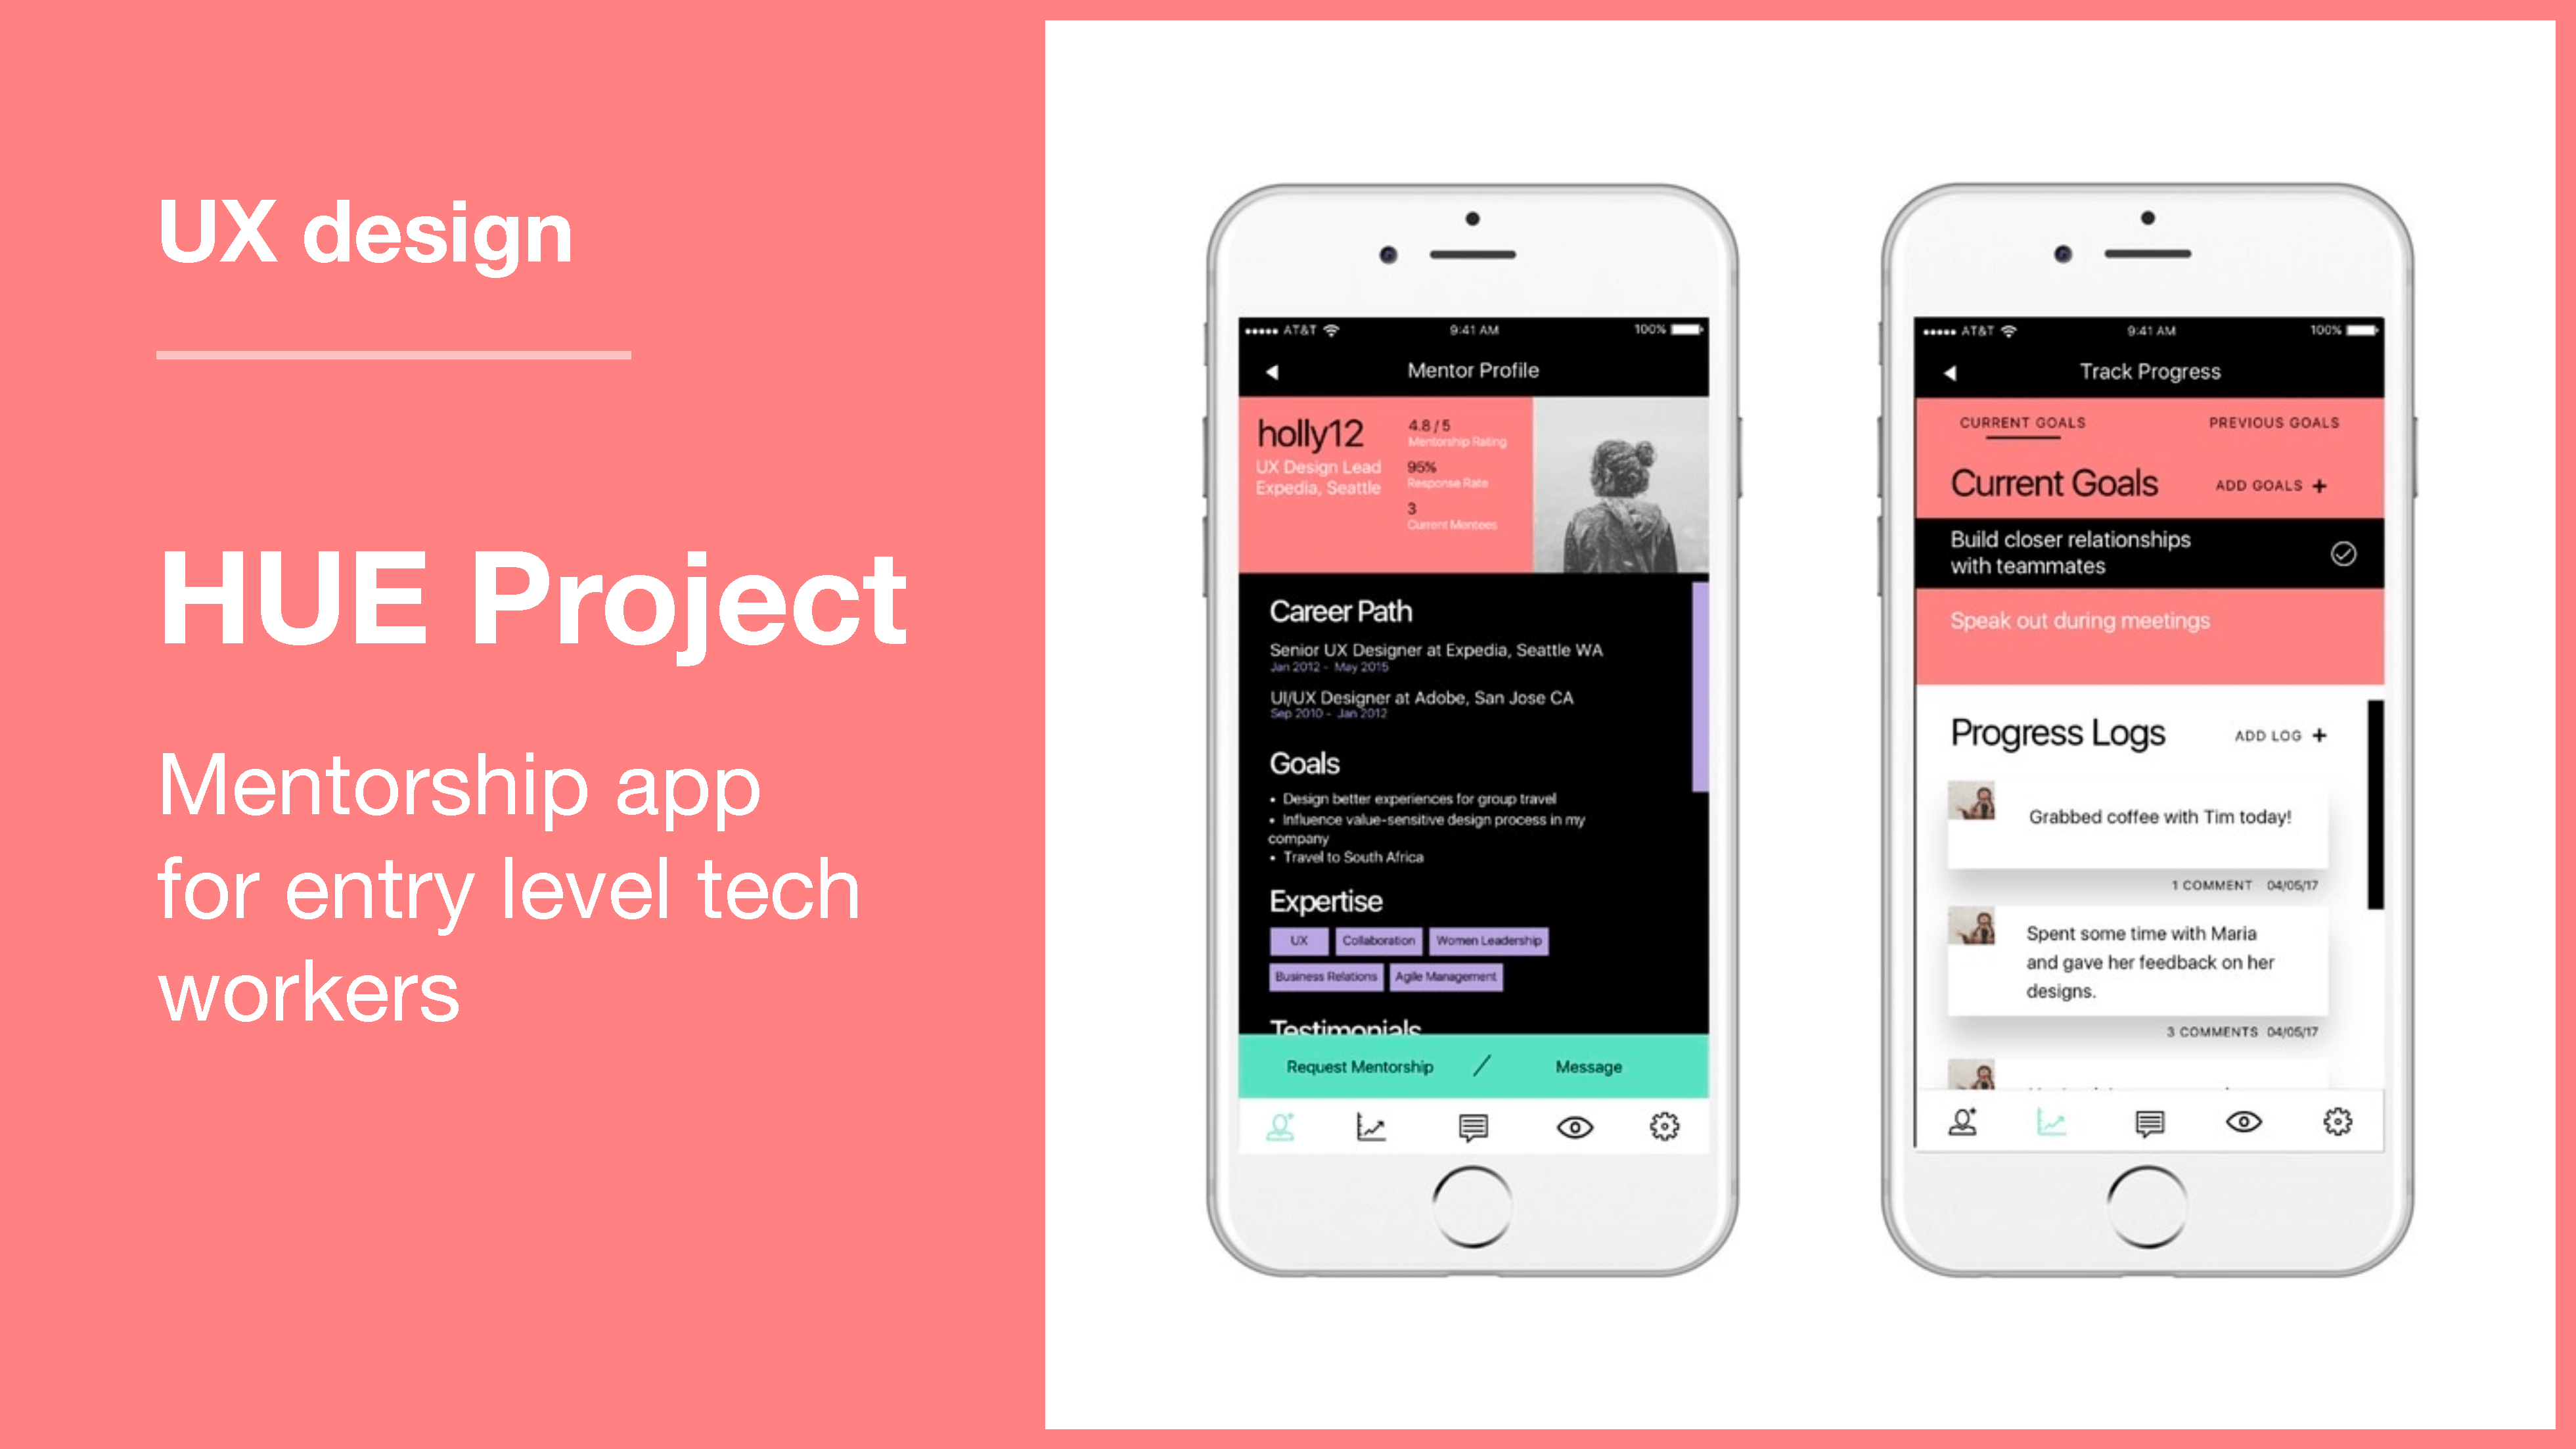 UX design
HUE Project
Mentorship app
for entry level tech
workers
AT&T
9:41 AM
100%
Mentor Profile
holly12
UX Design Lead
Expedia, Seattle
4.8 / 5
Mentorship Rating
95%
Response Rate
3
Current Mentees
Career Path
Senior UX Designer at Expedia, Seattle WA
Jan 2012 - May 2015
UI/UX Designer at Adobe, San Jose CA
Sep 2010 - Jan 2012
Goals
• Design better experiences for group travel
• Influence value-sensitive design process in my
company
• Travel to South Africa
Expertise
UX Collaboration Women Leadership
Business Relations Agile Management
Testimonials
Request Mentorship / Message
AT&T
9:41 AM
100%
Track Progress
CURRENT GOALS PREVIOUS GOALS
Current Goals ADD GOALS +
Build closer relationships
with teammates
Speak out during meetings
Progress Logs ADD LOG +
Grabbed coffee with Tim today!
1 COMMENT 04/05/17
Spent some time with Maria
and gave her feedback on her
designs.
3 COMMENTS 04/05/17